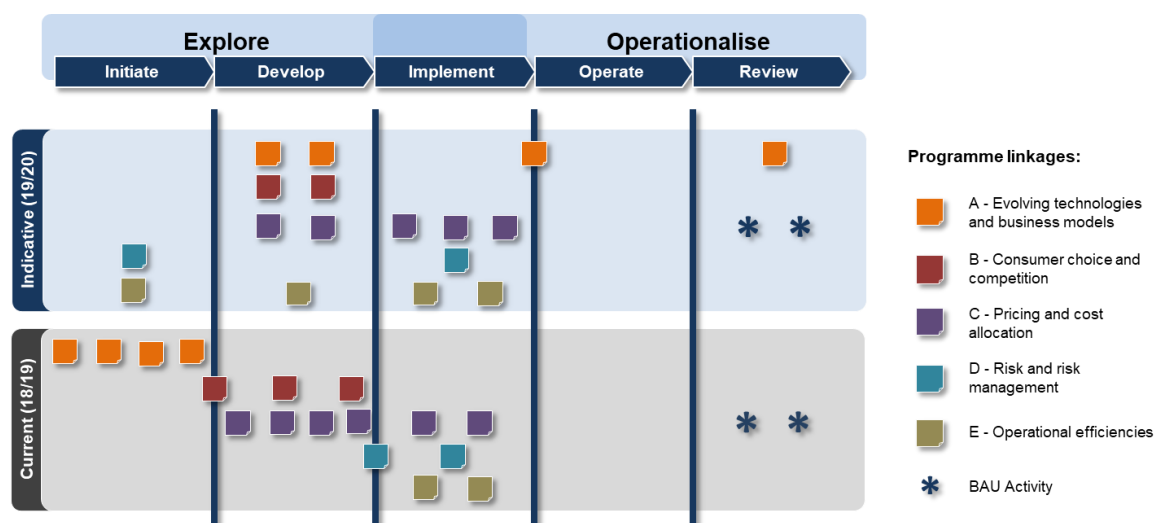 Explore
Operationalise
Initiate
Develop
Implement
Operate
Review
Indicative (19/20)
Current (18/19)
Programme linkages:
A - Evolving technologies
and business models
B - Consumer choice and
competition
C - Pricing and cost
allocation
D - Risk and risk
management
E - Operational efficiencies
BAU Activity